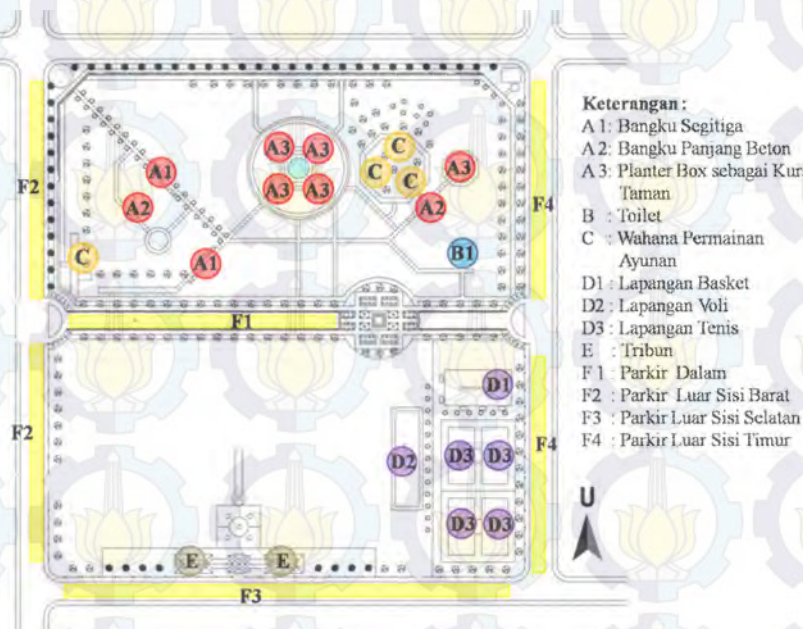 A3 A3 C
A1 C A3
F2 C
A2 A3 A3 A2 F4
C A1 B1
F1
D1
F2 F4
D2 D3 D3
D3 D3
E E
F3
Keterangan :
A 1: Bangku Segitiga
A 2: Bangku Panjang Beton
A 3: Planter Box sebagai Kursi
Taman
B : Toilet
C : Wahana Permainan
Ayunan
D1 : Lapangan Basket
D2 : Lapangan Voli
D3 : Lapangan Tenis
E : Tribun
F 1 : Parkir Dalam
F2 : Parkir Luar Sisi Barat
F3 : Parkir Luar Sisi Selatan
F4 : Parkir Luar Sisi Timur
U